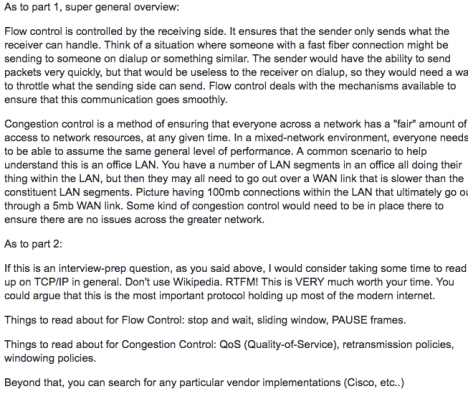 As to part 1, super general overview:
Flow control is controlled by the receiving side. It ensures that the sender only sends what the
receiver can handle. Think of a situation where someone with a fast fiber connection might be
sending to someone on dialup or something similar. The sender would have the ability to send
packets very quickly, but that would be useless to the receiver on dialup, so they would need a wa
to throttle what the sending side can send. Flow control deals with the mechanisms available to
ensure that this communication goes smoothly.
Congestion control is a method of ensuring that everyone across a network has a "fair" amount of
access to network resources, at any given time. In a mixed-network environment, everyone needs
to be able to assume the same general level of performance. A common scenario to help
understand this is an office LAN. You have a number of LAN segments in an office all doing their
thing within the LAN, but then they may all need to go out over a WAN link that is slower than the
constituent LAN segments. Picture having 100mb connections within the LAN that ultimately go ou
through a 5mb WAN link. Some kind of congestion control would need to be in place there to
ensure there are no issues across the greater network.
As to part 2:
If this is an interview-prep question, as you said above, I would consider taking some time to read
up on TCP/IP in general. Don't use Wikipedia. RTFM! This is VERY much worth your time. You
could argue that this is the most important protocol holding up most of the modern internet.
Things to read about for Flow Control: stop and wait, sliding window, PAUSE frames.
Things to read about for Congestion Control: QoS (Quality-of-Service), retransmission policies,
windowing policies.
Beyond that, you can search for any particular vendor implementations (Cisco, etc..)